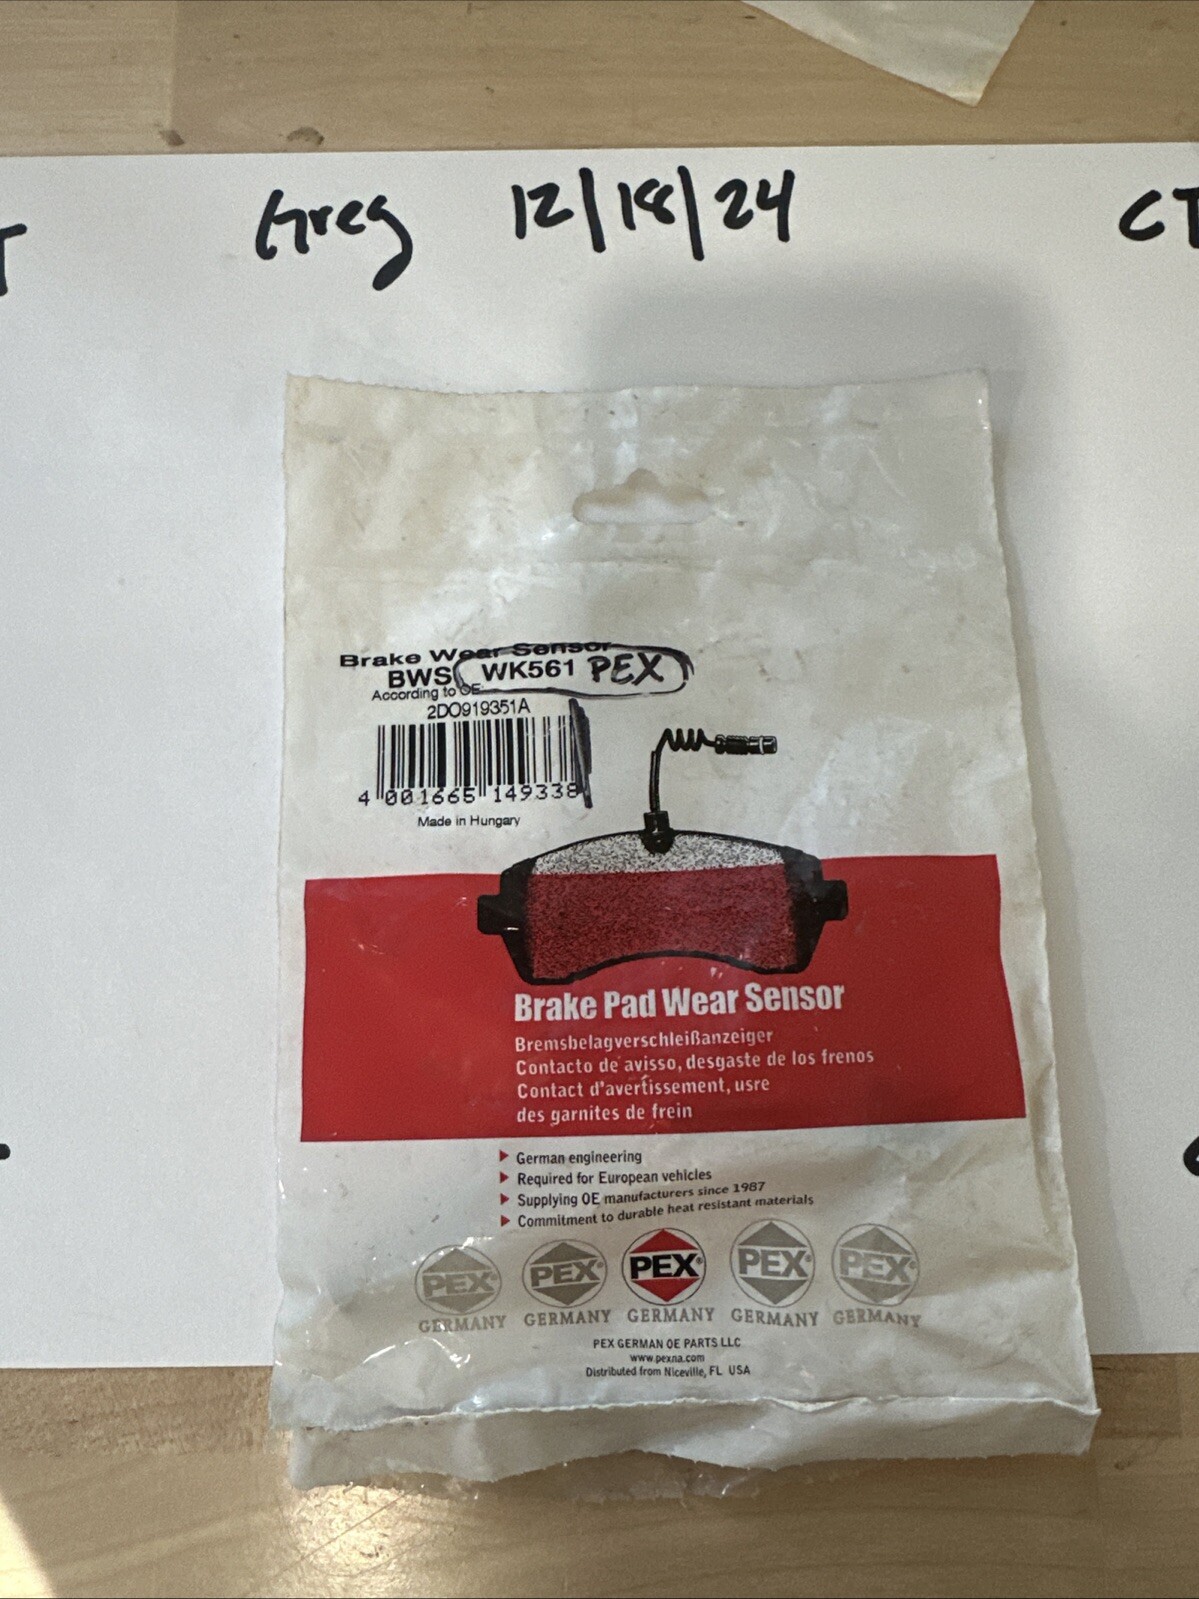 Greg 12/18/24
CT
Brake Wear Sensor
BWS WK561 PEX
According to OE
2DO919351A
4 001665 149338
Made in Hungary
Brake Pad Wear Sensor
Bremsbelagverschleißanzeiger
Contacto de avisso, desgaste de los frenos
Contact d'avertissement, usre
des garnites de frein
German engineering
Required for European vehicles
Supplying OE manufacturers since 1987
Commitment to durable heat resistant materials
PEX® PEX® PEX® PEX® PEX®
GERMANY GERMANY GERMANY GERMANY GERMANY
PEX GERMAN OE PARTS LLC
www.pexna.com
Distributed from Niceville, FL USA